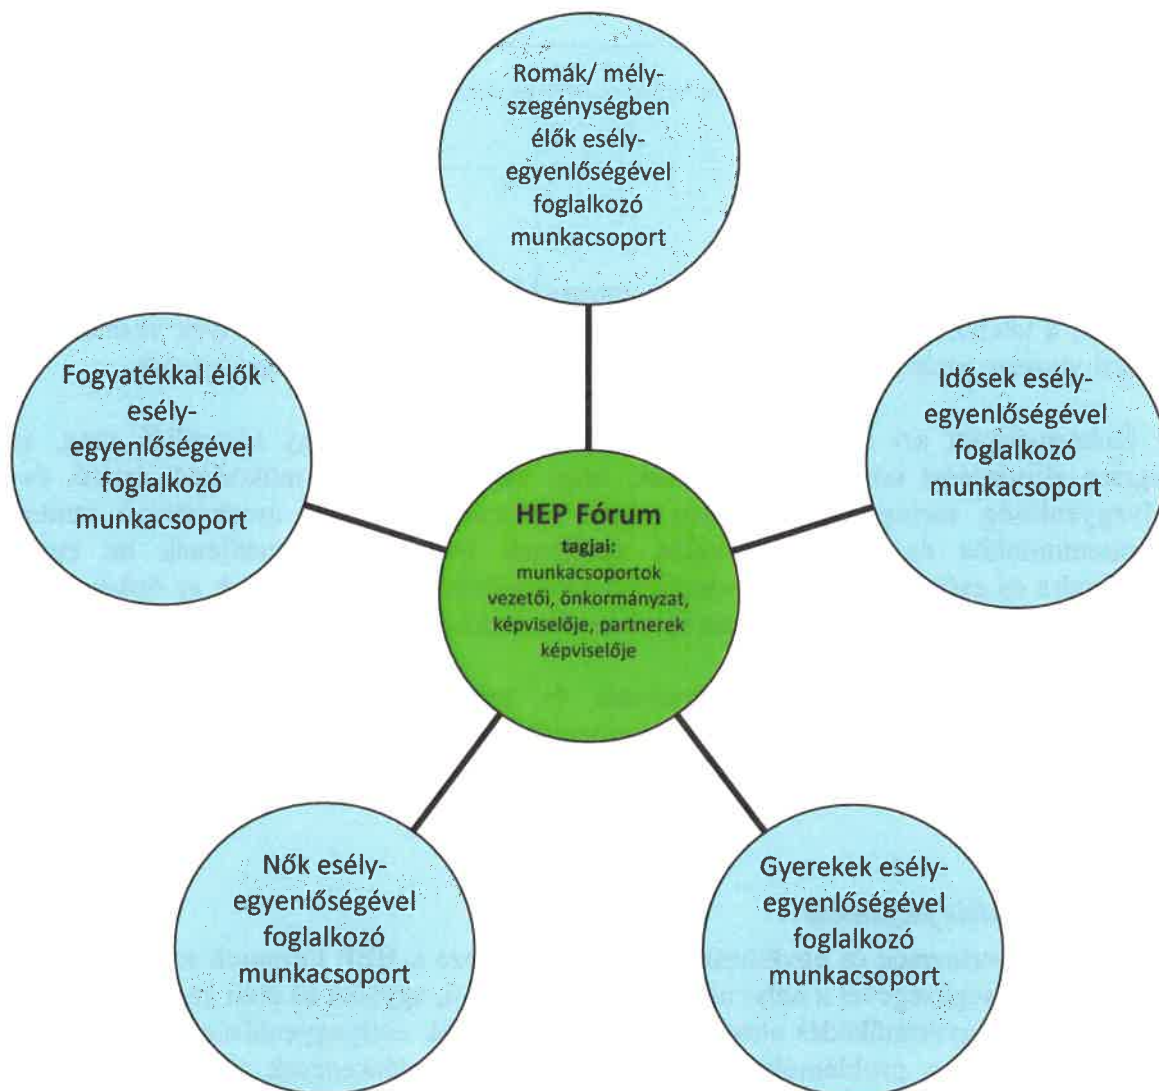 Romák/ mély-
szegénységben
élők esély-
egyenlőségével
foglalkozó
munkacsoport
Fogyatékkal élők
esély-
egyenlőségével
foglalkozó
munkacsoport
Idősek esély-
egyenlőségével
foglalkozó
munkacsoport
HEP Fórum
tagjai:
munkacsoportok
vezetői, önkormányzat,
képviselője, partnerek
képviselője
Nők esély-
egyenlőségével
foglalkozó
munkacsoport
Gyerekek esély-
egyenlőségével
foglalkozó
munkacsoport